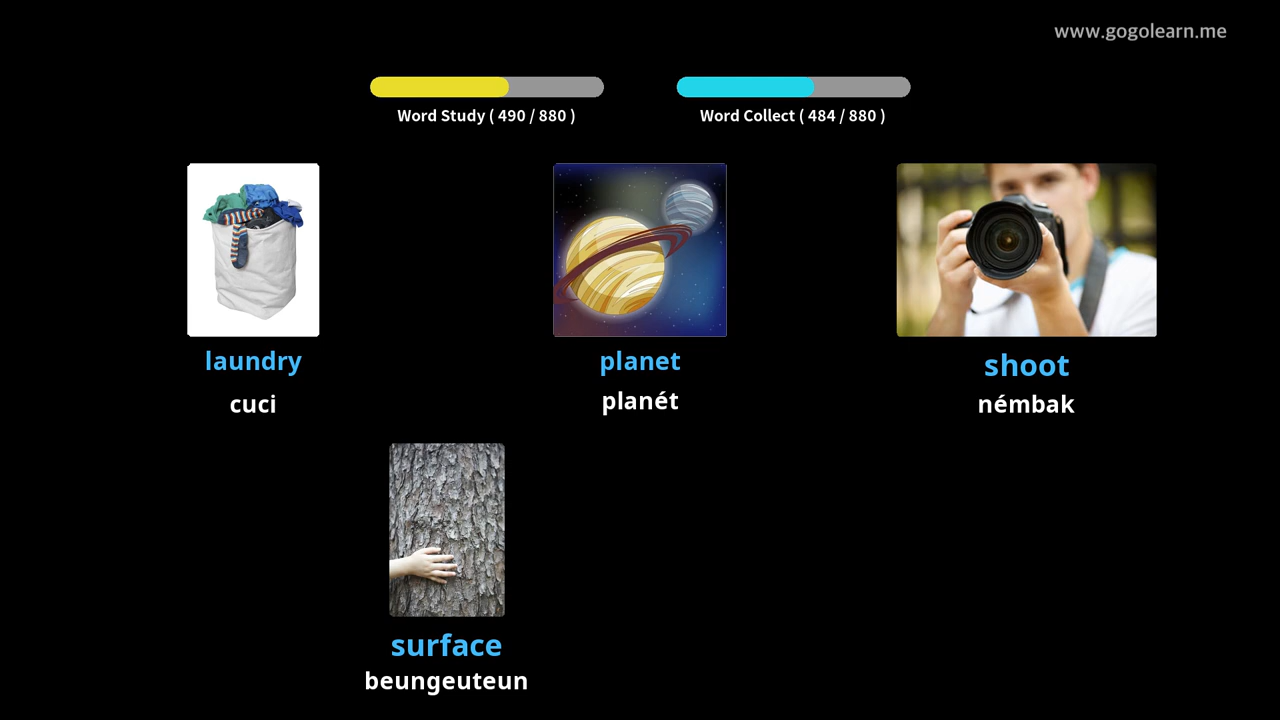 www.gogolearn.me
Word Study ( 490 / 880 )
Word Collect ( 484 / 880 )
laundry
cuci
planet
planét
shoot
némbak
surface
beungeuteun